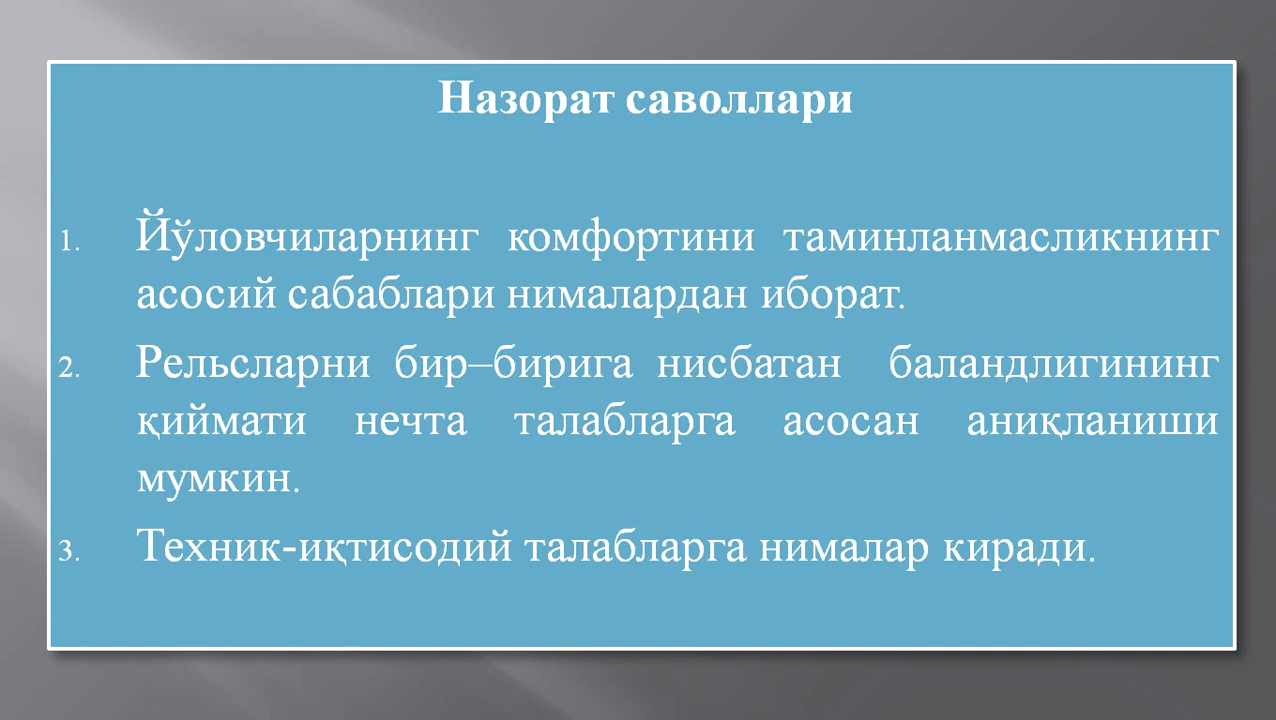 Назорат саволлари
1. Йўловчиларнинг комфортини таминланмасликнинг
асосий сабаблари нималардан иборат.
2. Рельсларни бир–бирига нисбатан баландлигининг
қиймати нечта талабларга асосан аниқланиши
мумкин.
3. Техник-иқтисодий талабларга нималар киради.